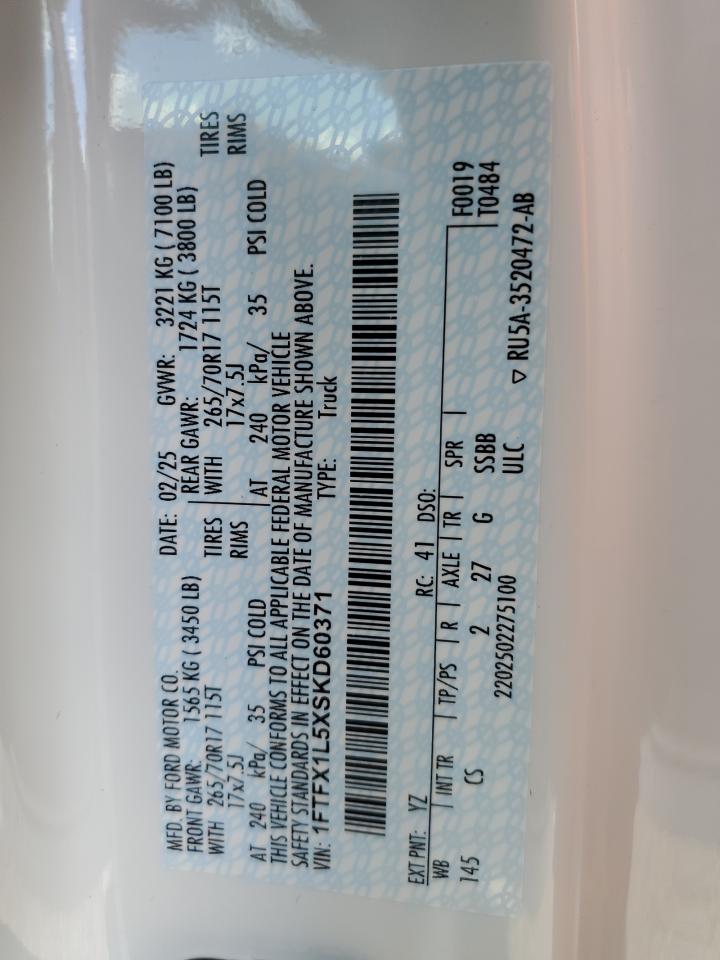 MFD. BY FORD MOTOR CO. DATE: 02/25 GVWR: 3221 KG ( 7100 LB)
FRONT GAWR: 1565 KG ( 3450 LB) REAR GAWR: 1724 KG ( 3800 LB)
WITH 265/70R17 115T TIRES WITH 265/70R17 115T TIRES
17x7.5J RIMS 17x7.5J RIMS
AT 240 kPa/ 35 PSI COLD AT 240 kPa/ 35 PSI COLD
THIS VEHICLE CONFORMS TO ALL APPLICABLE FEDERAL MOTOR VEHICLE
SAFETY STANDARDS IN EFFECT ON THE DATE OF MANUFACTURE SHOWN ABOVE.
VIN: 1FTFX1L5XSKD60371 TYPE: Truck
EXT PNT: YZ RC: 41 DSO:
WB INT TR TP/PS R AXLE TR SPR F0019
145 CS 2 27 G SSBB T0484
2202502275100 ULC ▽ RU5A-3520472-AB